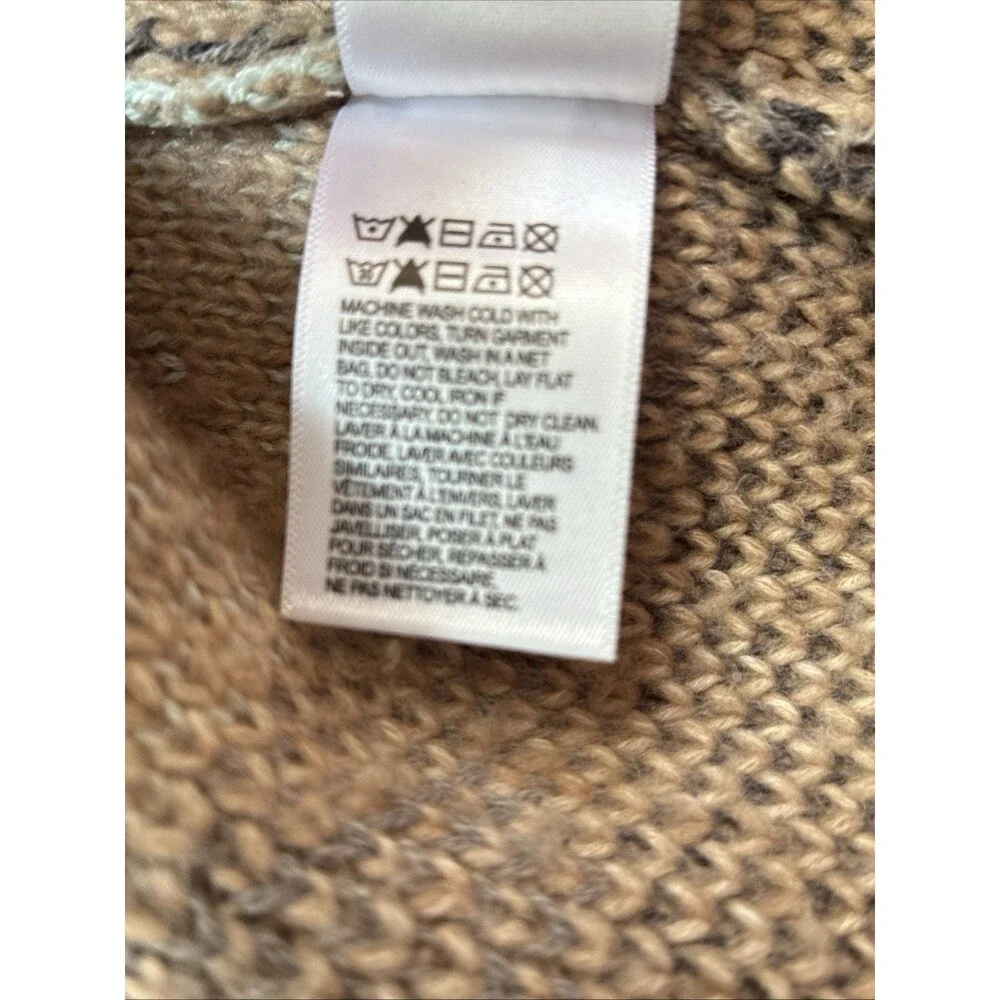 MACHINE WASH COLD WITH
LIKE COLORS, TURN GARMENT
INSIDE OUT, WASH IN A NET
BAG, DO NOT BLEACH, LAY FLAT
TO DRY, COOL IRON IF
NECESSARY, DO NOT DRY CLEAN.
LAVER À LA MACHINE À L'EAU
FROIDE, LAVER AVEC COULEURS
SIMILAIRES, TOURNER LE
VÊTEMENT À L'ENVERS, LAVER
DANS UN SAC EN FILET, NE PAS
JAVELLISER, POSER À PLAT
POUR SÉCHER, REPASSER À
FROID SI NÉCESSAIRE,
NE PAS NETTOYER À SEC.